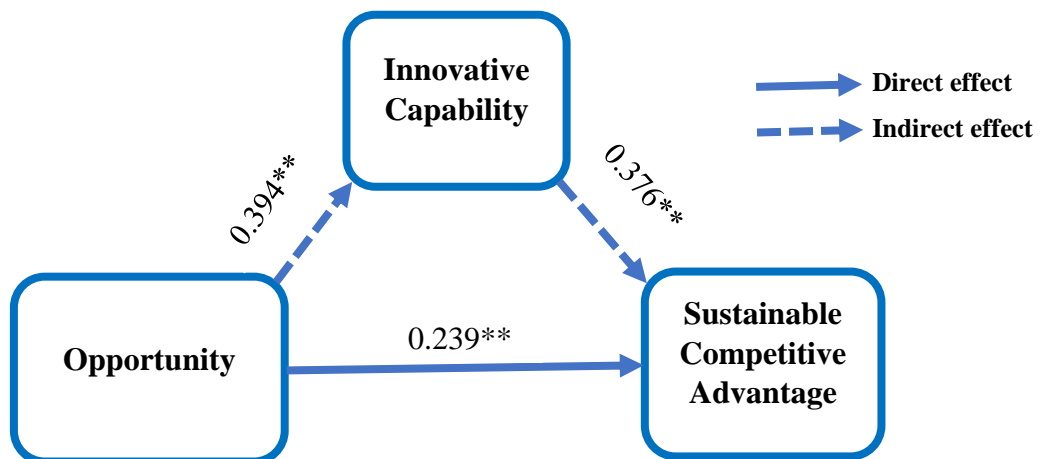 Innovative
Capability
Direct effect
Indirect effect
0.394**
0.376**
Opportunity
0.239**
Sustainable
Competitive
Advantage